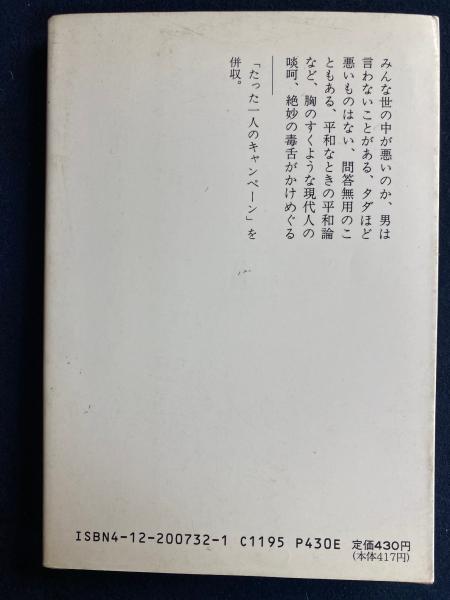 みんな世の中が悪いのか、男は
言わないことがある、タダほど
悪いものはない、問答無用のこ
ともある、平和なときの平和論
など、胸のすくような現代人の
啖呵、絶妙の毒舌がかけめぐる
――「たった一人のキャンペーン」を
併収。
ISBN4-12-200732-1 C1195 P430E 定価430円
(本体417円)